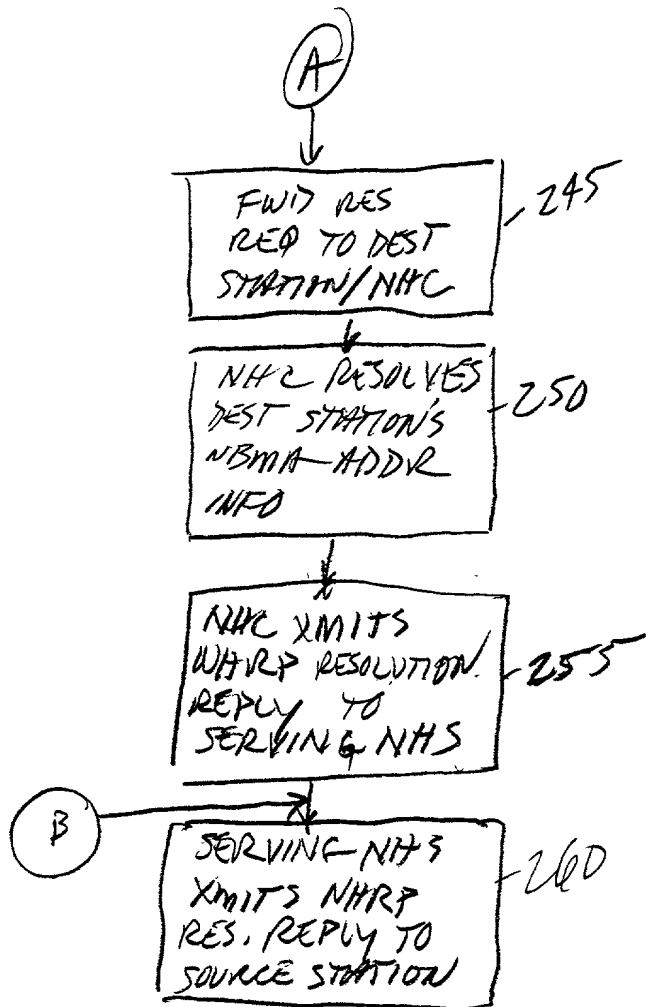 A
FWD RES
REQ TO DEST
STATION/NHC
245
NHC RESOLVES
DEST STATION'S
NBMA ADDR
INFO
250
NHC XMITS
NHRP RESOLUTION
REPLY TO
SERVING NHS
255
B
SERVING NHS
XMITS NHRP
RES. REPLY TO
SOURCE STATION
260